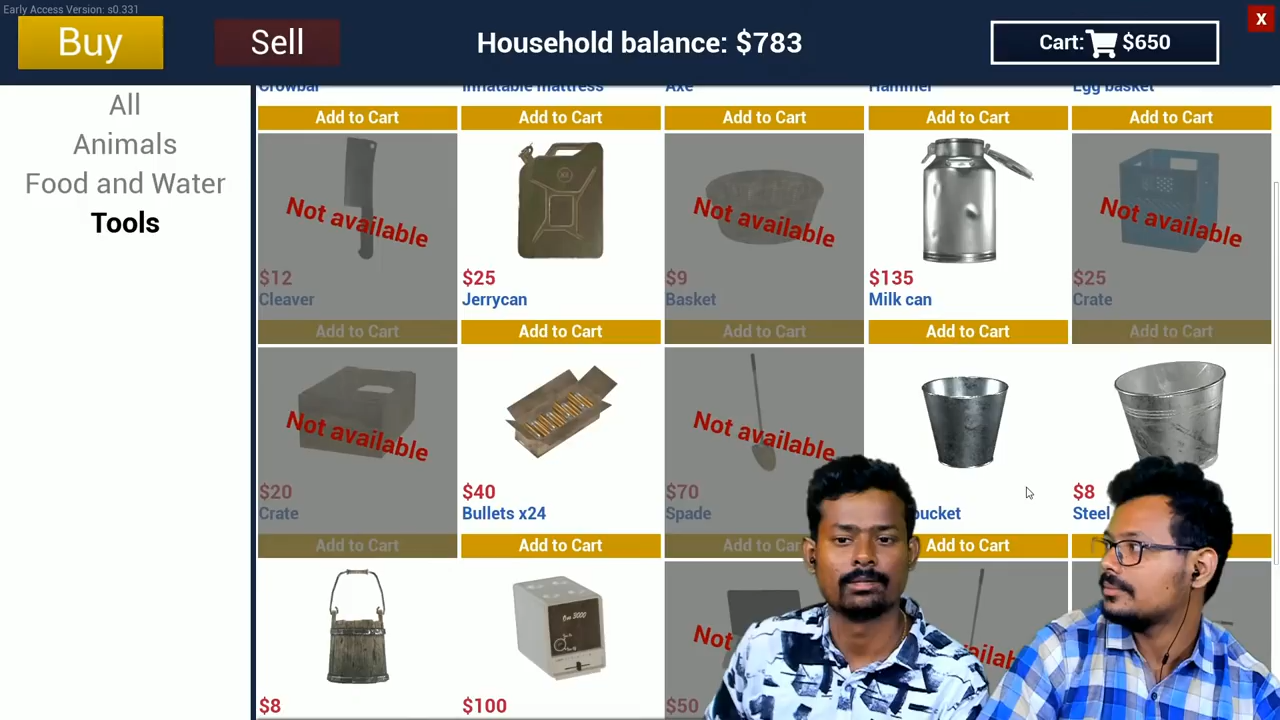 Early Access Version: s0.331
Buy
Sell
Household balance: $783
Cart: $650
X
All
Animals
Food and Water
Tools
Crowbar
Inflatable mattress
Axe
Hammer
Egg basket
Add to Cart
Add to Cart
Add to Cart
Add to Cart
Add to Cart
Not available
Not available
Not available
$12
$25
$9
$135
$25
Cleaver
Jerrycan
Basket
Milk can
Crate
Add to Cart
Add to Cart
Add to Cart
Add to Cart
Add to Cart
Not available
Not available
$20
$40
$70
$8
Crate
Bullets x24
Spade
bucket
Steel
Add to Cart
Add to Cart
Add to Cart
Add to Cart
Not
$8
$100
$50